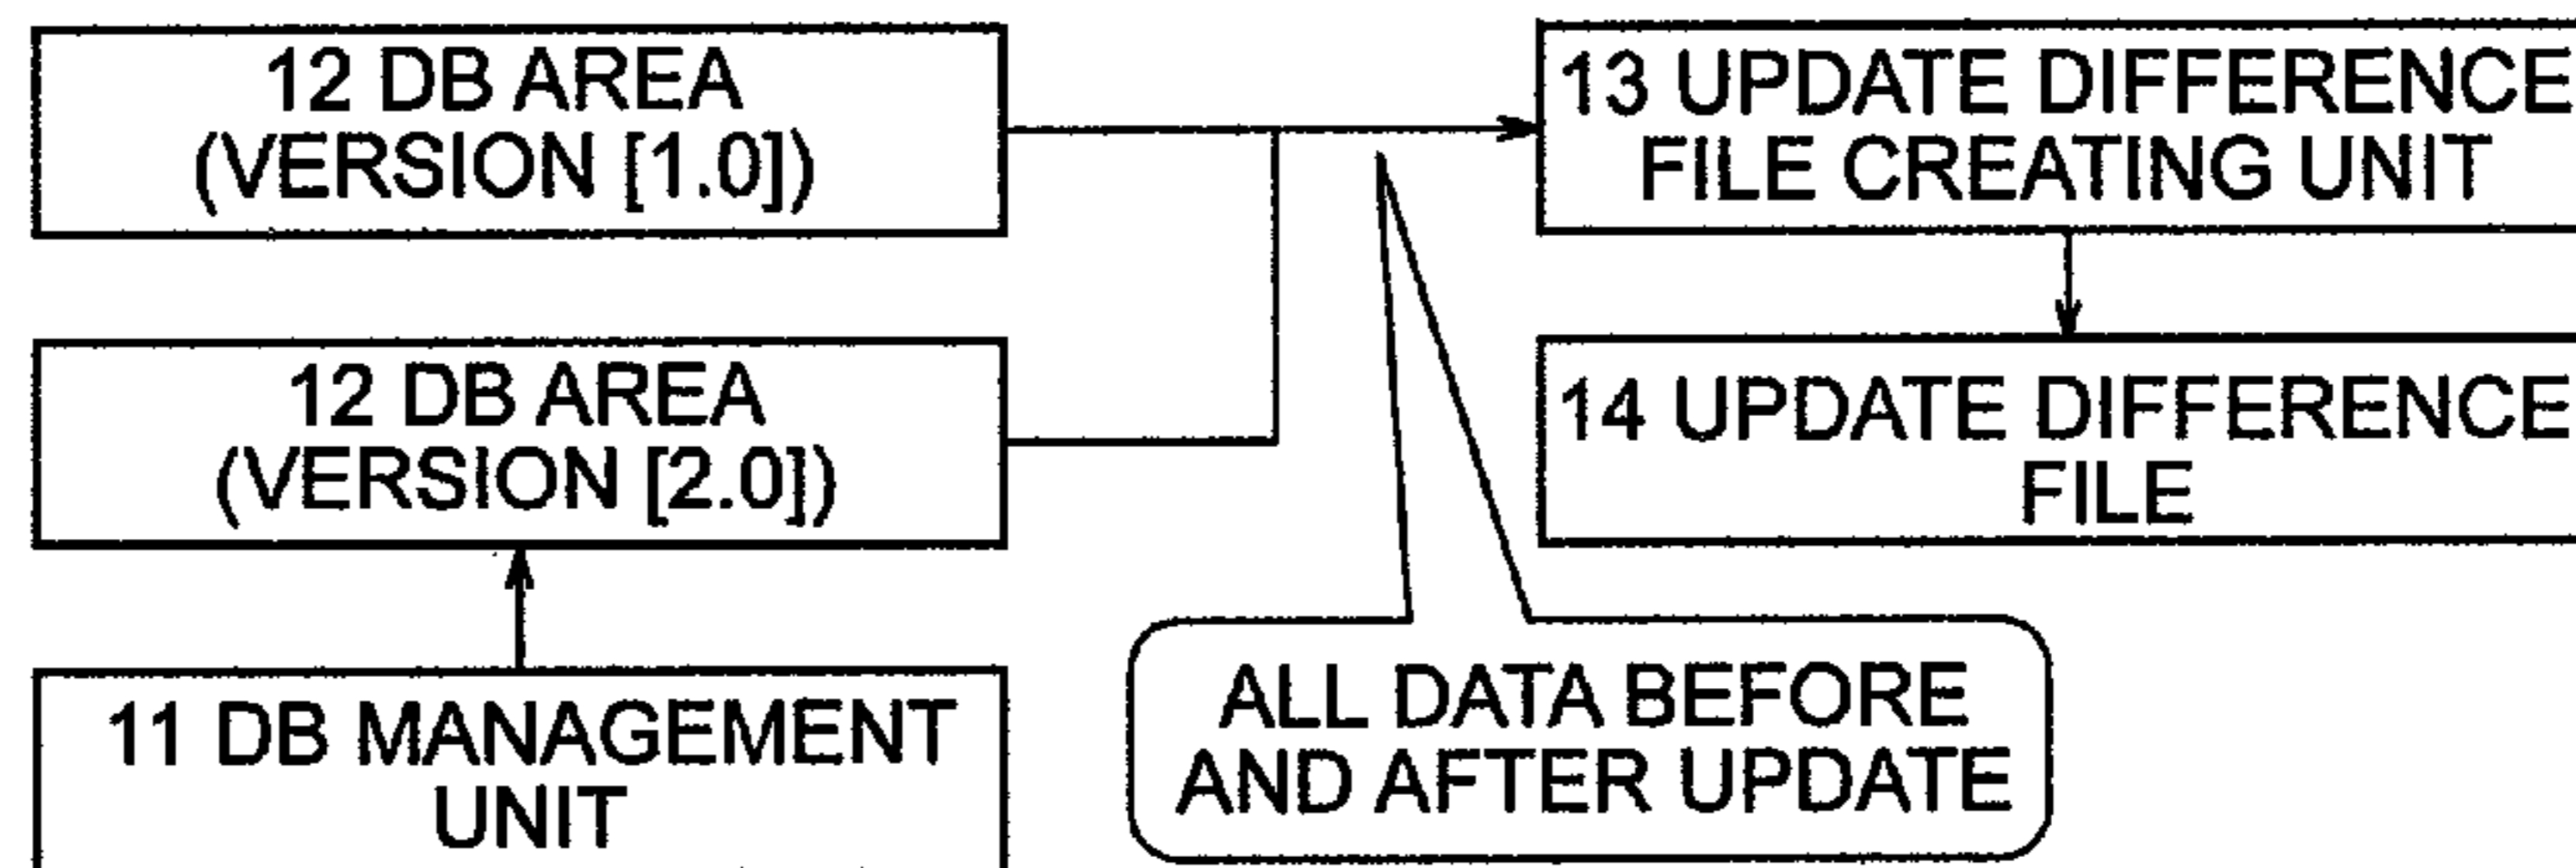 12 DB AREA
(VERSION [1.0])
13 UPDATE DIFFERENCE
FILE CREATING UNIT
12 DB AREA
(VERSION [2.0])
14 UPDATE DIFFERENCE
FILE
11 DB MANAGEMENT
UNIT
ALL DATA BEFORE
AND AFTER UPDATE